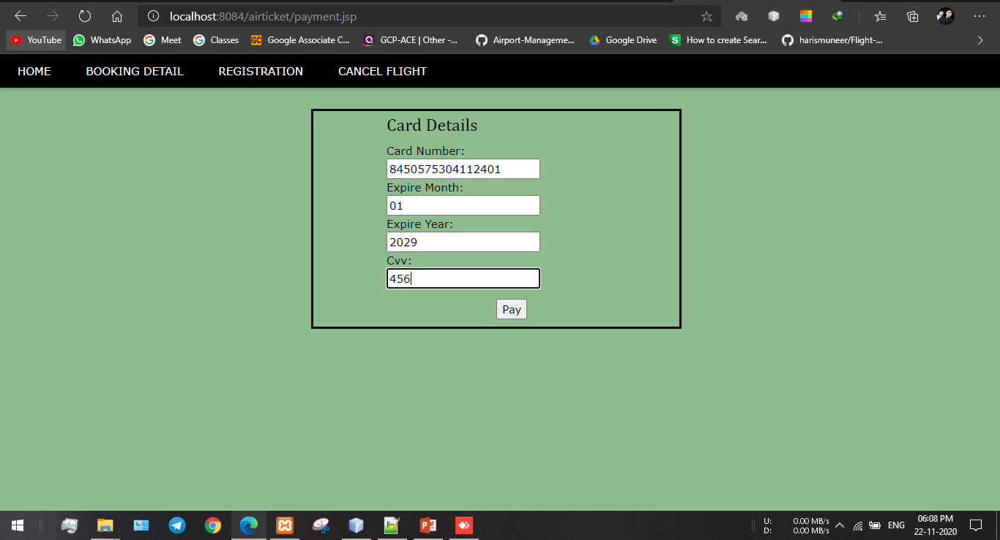 localhost:8084/airticket/payment.jsp
YouTube WhatsApp Meet Classes GC Google Associate C... GCP-ACE | Other -... Airport-Manageme... Google Drive S How to create Sear... harismuneer/Flight-...
HOME BOOKING DETAIL REGISTRATION CANCEL FLIGHT
Card Details
Card Number:
8450575304112401
Expire Month:
01
Expire Year:
2029
Cvv:
456
Pay
U: 0.00 MB/s
D: 0.00 MB/s
ENG
06:08 PM
22-11-2020